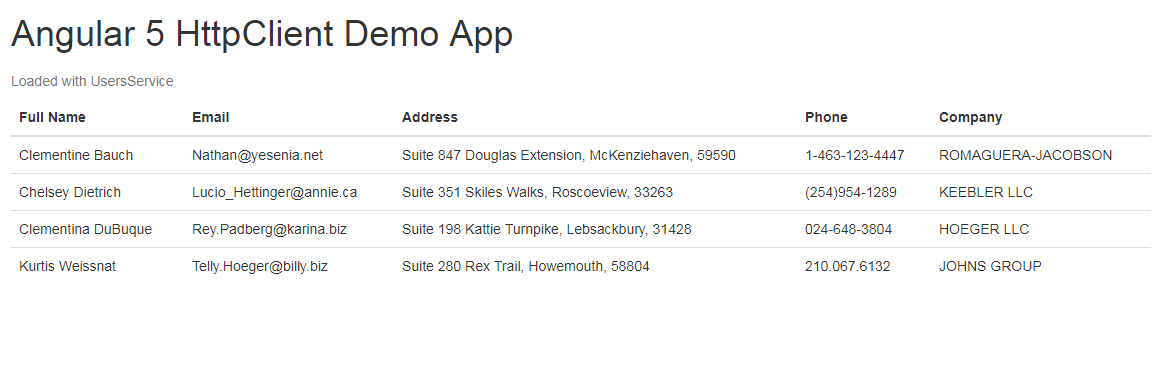 Angular 5 HttpClient Demo App
Loaded with UsersService
Full Name Email Address Phone Company
Clementine Bauch Nathan@yesenia.net Suite 847 Douglas Extension, McKenziehaven, 59590 1-463-123-4447 ROMAGUERA-JACOBSON
Chelsey Dietrich Lucio_Hettinger@annie.ca Suite 351 Skiles Walks, Roscoeview, 33263 (254)954-1289 KEEBLER LLC
Clementina DuBuque Rey.Padberg@karina.biz Suite 198 Kattie Turnpike, Lebsackbury, 31428 024-648-3804 HOEGER LLC
Kurtis Weissnat Telly.Hoeger@billy.biz Suite 280 Rex Trail, Howemouth, 58804 210.067.6132 JOHNS GROUP